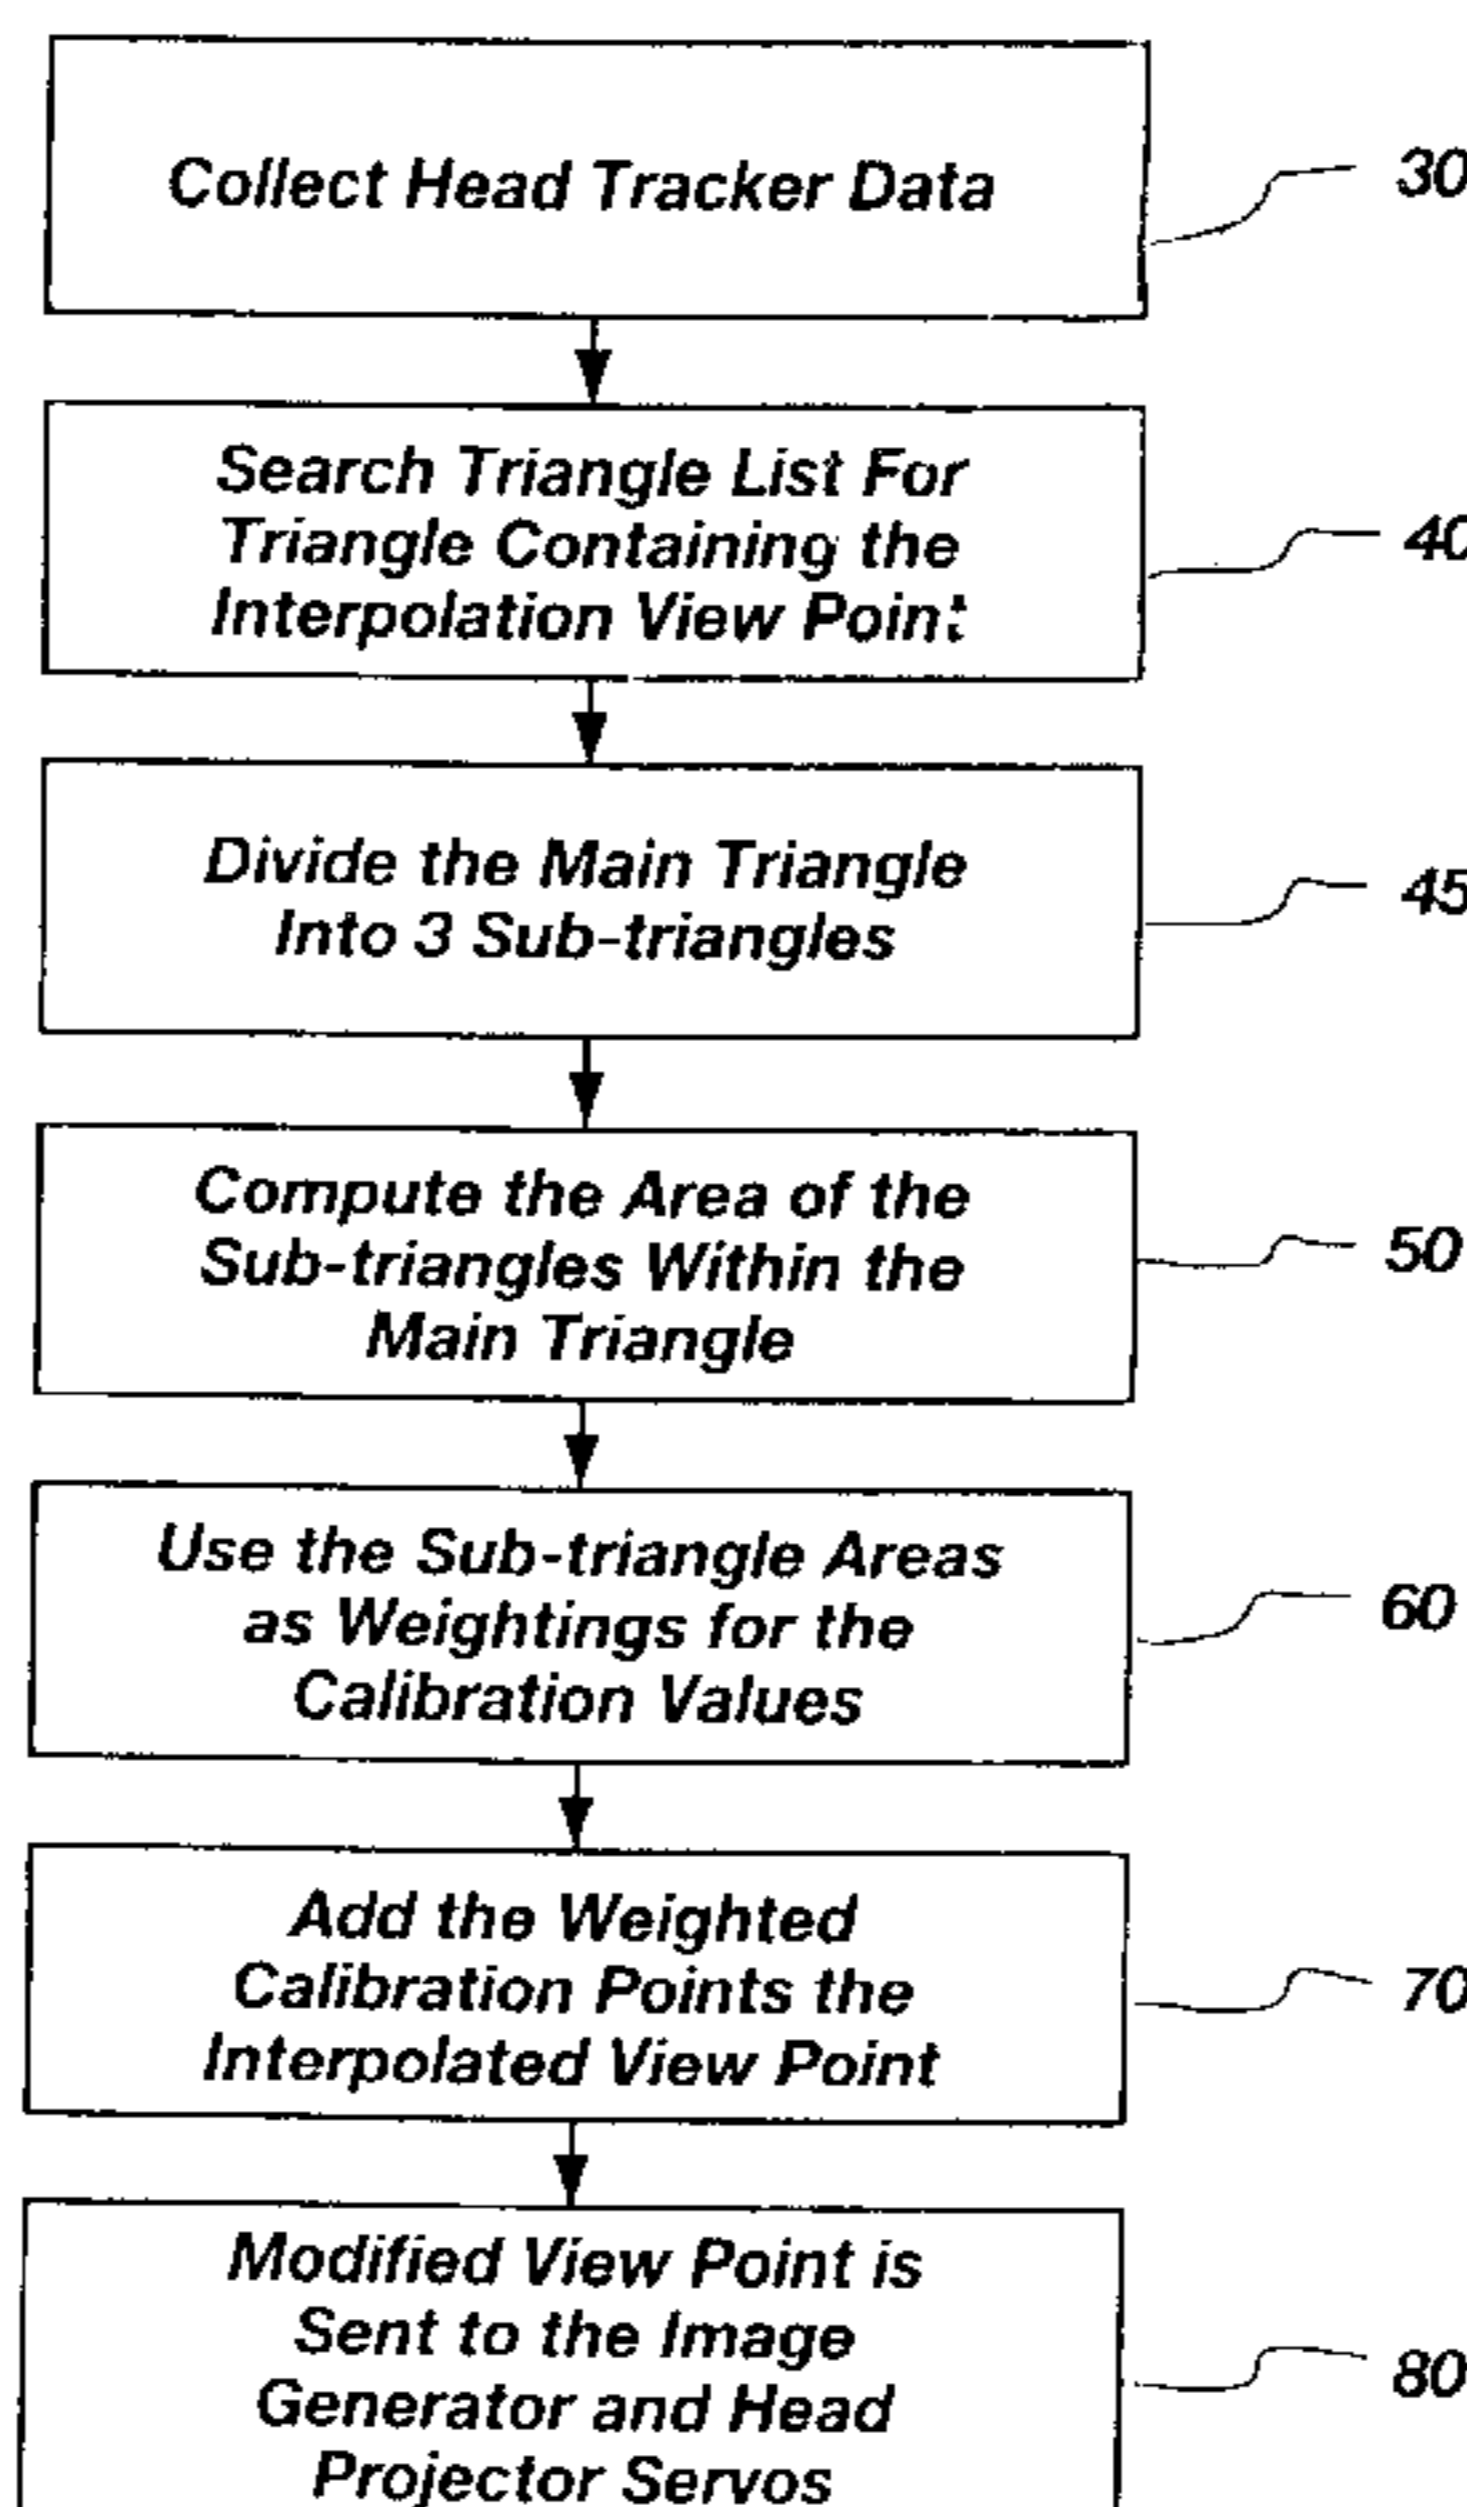 Collect Head Tracker Data
30
Search Triangle List For
Triangle Containing the
Interpolation View Point
40
Divide the Main Triangle
Into 3 Sub-triangles
45
Compute the Area of the
Sub-triangles Within the
Main Triangle
50
Use the Sub-triangle Areas
as Weightings for the
Calibration Values
60
Add the Weighted
Calibration Points the
Interpolated View Point
70
Modified View Point is
Sent to the Image
Generator and Head
Projector Servos
80